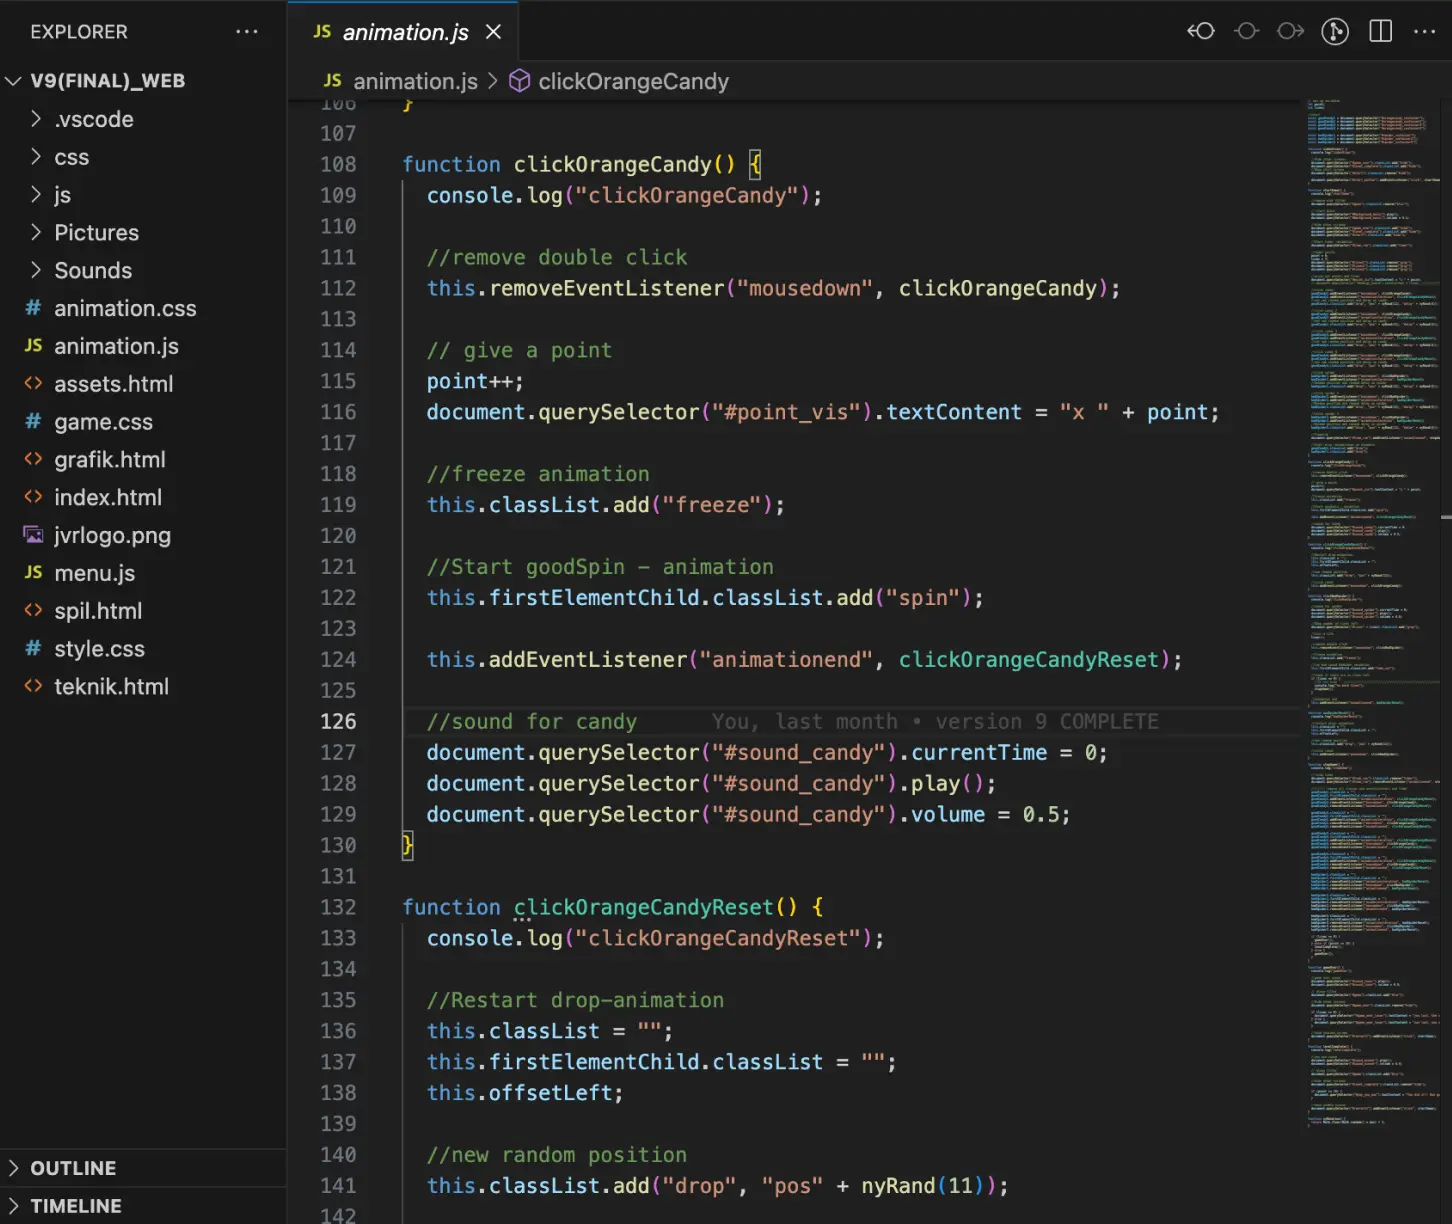 EXPLORER
V9(FINAL)_WEB
.vscode
css
js
Pictures
Sounds
# animation.css
JS animation.js
<> assets.html
# game.css
<> grafik.html
<> index.html
jvrlogo.png
JS menu.js
<> spil.html
# style.css
<> teknik.html
OUTLINE
TIMELINE
JS animation.js
JS animation.js > clickOrangeCandy
106 }
107
108 function clickOrangeCandy() {
109 console.log("clickOrangeCandy");
110
111 //remove double click
112 this.removeEventListener("mousedown", clickOrangeCandy);
113
114 // give a point
115 point++;
116 document.querySelector("#point_vis").textContent = "x " + point;
117
118 //freeze animation
119 this.classList.add("freeze");
120
121 //Start goodSpin – animation
122 this.firstElementChild.classList.add("spin");
123
124 this.addEventListener("animationend", clickOrangeCandyReset);
125
126 //sound for candy You, last month • version 9 COMPLETE
127 document.querySelector("#sound_candy").currentTime = 0;
128 document.querySelector("#sound_candy").play();
129 document.querySelector("#sound_candy").volume = 0.5;
130 }
131
132 function clickOrangeCandyReset() {
133 console.log("clickOrangeCandyReset");
134
135 //Restart drop-animation
136 this.classList = "";
137 this.firstElementChild.classList = "";
138 this.offsetLeft;
139
140 //new random position
141 this.classList.add("drop", "pos" + nyRand(11));
142